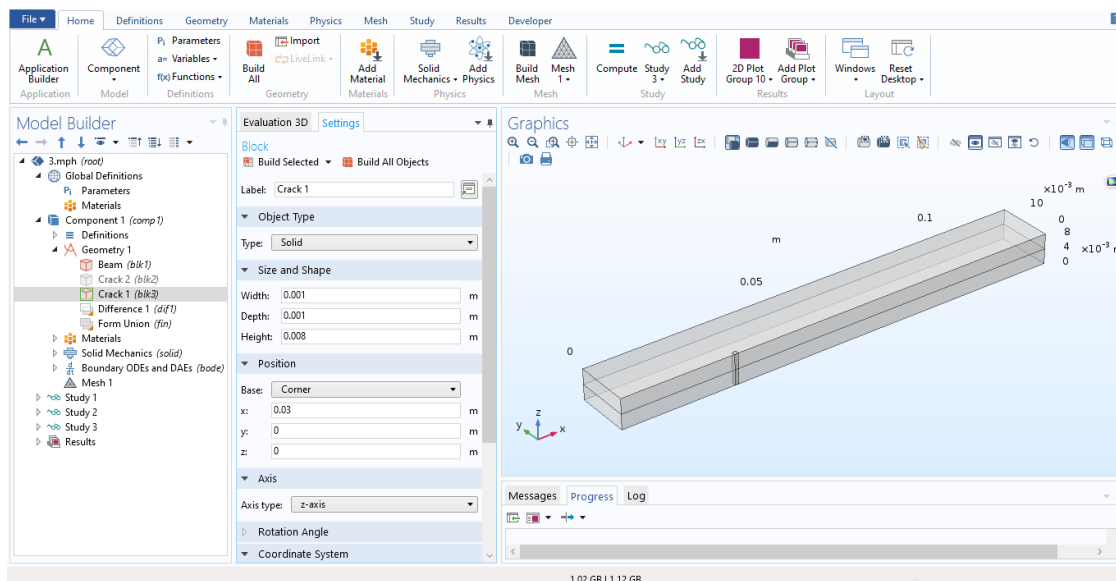 File Home Definitions Geometry Materials Physics Mesh Study Results Developer
Application Builder
Application
Component
Model
Pi Parameters
a= Variables
f(x) Functions
Definitions
Build All
Import
LiveLink
Geometry
Add Material
Materials
Solid Mechanics
Add Physics
Physics
Build Mesh
Mesh 1
Mesh
Compute
Study 3
Add Study
Study
2D Plot Group 10
Add Plot Group
Results
Windows
Reset Desktop
Layout
Model Builder
3.mph (root)
Global Definitions
Pi Parameters
Materials
Component 1 (comp1)
Definitions
Geometry 1
Beam (blk1)
Crack 2 (blk2)
Crack 1 (blk3)
Difference 1 (dif1)
Form Union (fin)
Materials
Solid Mechanics (solid)
Boundary ODEs and DAEs (bode)
Mesh 1
Study 1
Study 2
Study 3
Results
Evaluation 3D Settings
Block
Build Selected Build All Objects
Label: Crack 1
Object Type
Type: Solid
Size and Shape
Width: 0.001 m
Depth: 0.001 m
Height: 0.008 m
Position
Base: Corner
x: 0.03 m
y: 0 m
z: 0 m
Axis
Axis type: z-axis
Rotation Angle
Coordinate System
Graphics
xy yz zx
×10⁻³ m
10
0.1
0
8
m
4 ×10⁻³ m
0
0.05
0
z
y x
Messages Progress Log
1.02 GB | 1.12 GB